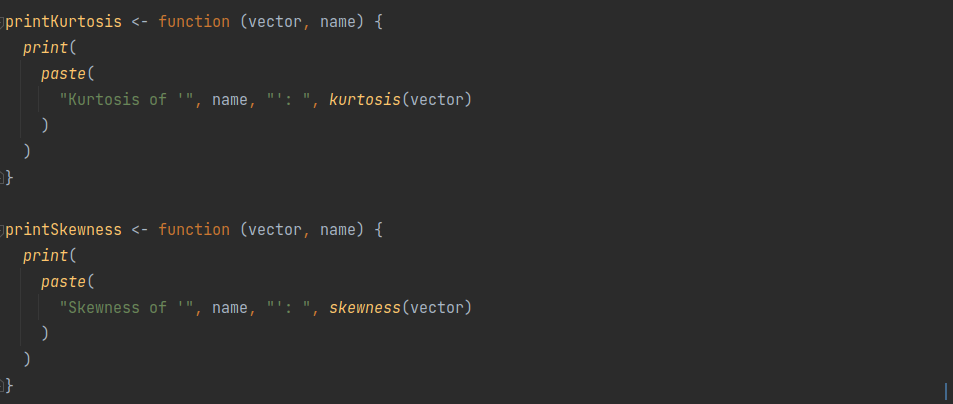 printKurtosis <- function (vector, name) {
  print(
    paste(
      "Kurtosis of '", name, "': ", kurtosis(vector)
    )
  )
}

printSkewness <- function (vector, name) {
  print(
    paste(
      "Skewness of '", name, "': ", skewness(vector)
    )
  )
}